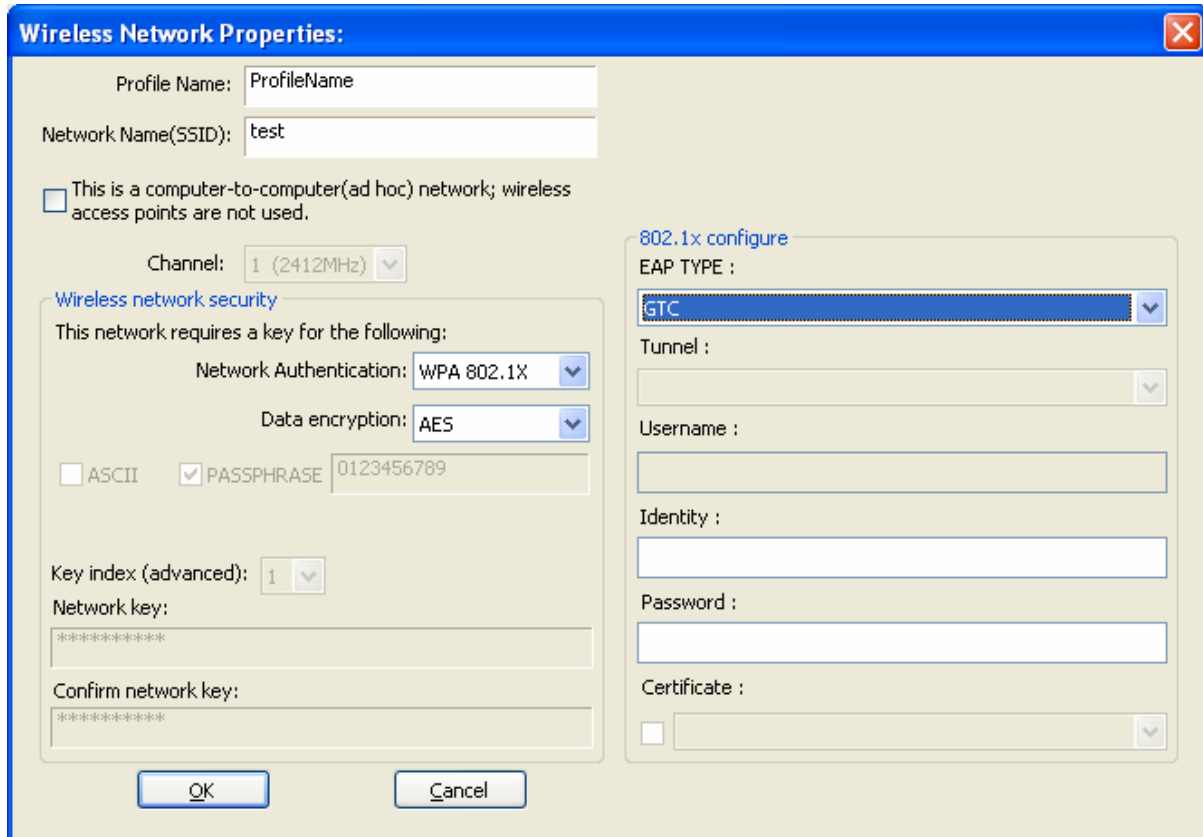 Wireless Network Properties:
Profile Name: ProfileName
Network Name(SSID): test
This is a computer-to-computer(ad hoc) network; wireless
access points are not used.
Channel: 1 (2412MHz)
Wireless network security
This network requires a key for the following:
Network Authentication: WPA 802.1X
Data encryption: AES
ASCII PASSPHRASE 0123456789
Key index (advanced): 1
Network key:
**********
Confirm network key:
**********
OK Cancel
802.1x configure
EAP TYPE :
GTC
Tunnel :
Username :
Identity :
Password :
Certificate :